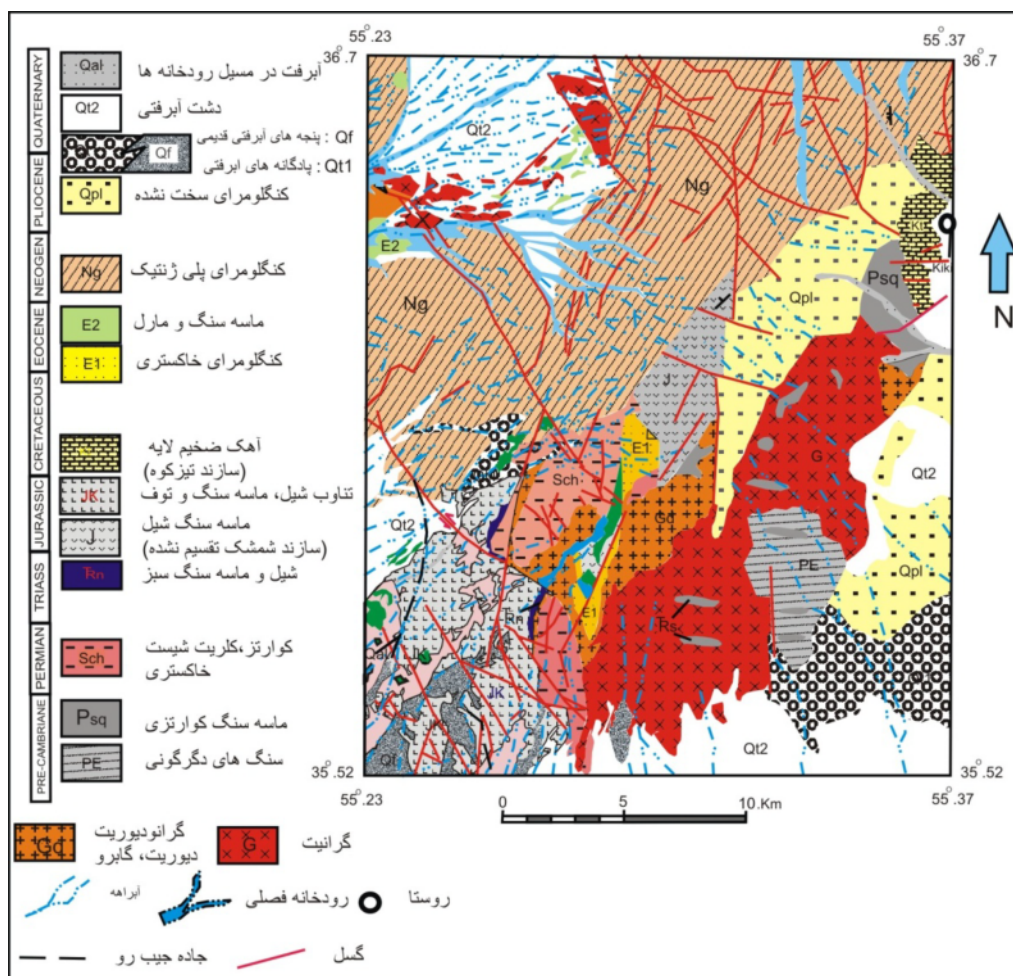 QUATERNARY
PLIOCENE
NEOGEN
EOCENE
CRETACEOUS
JURASSIC
TRIASS
PERMIAN
PRE-CAMBRIANE
Qal آبرفت در مسیل رودخانه ها
Qt2 دشت آبرفتی
Qf : پنجه های آبرفتی قدیمی
Qf
Qt1 : پادگانه های ابرفتی
Qpl کنگلومرای سخت نشده
Ng کنگلومرای پلی ژنتیک
E2 ماسه سنگ و مارل
E1 کنگلومرای خاکستری
آهک ضخیم لایه
(سازند تیزکوه)
JK تناوب شیل، ماسه سنگ و توف
J ماسه سنگ شیل
(سازند شمشک تقسیم نشده)
Rn شیل و ماسه سنگ سبز
Sch کوارتز،کلریت شیست
خاکستری
Psq ماسه سنگ کوارتزی
PE سنگ های دگرگونی
55°.23
55°.37
36°.7
36°.7
Qt2
Ng
E2
Ng
Psq
Kik
Qpl
J
E1
Sch
Gd
G
Qt2
Qt2
PE
Qpl
Rn
E1
Rs
JK
Qt2
Qf
N
35°.52
35°.52
55°.23
55°.37
0 5 10 .Km
Gd گرانودیوریت
دیوریت، گابرو
G گرانیت
آبراهه
رودخانه فصلی
روستا
جاده جیب رو
گسل